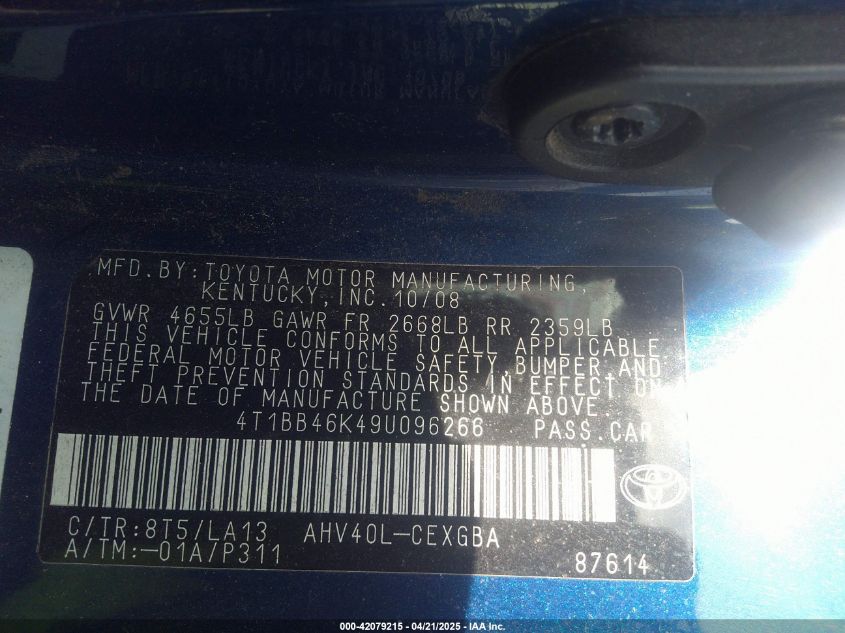 MFD.BY:TOYOTA MOTOR MANUFACTURING,
KENTUCKY,INC.10/08
GVWR 4655LB GAWR FR 2668LB RR 2359LB
THIS VEHICLE CONFORMS TO ALL APPLICABLE
FEDERAL MOTOR VEHICLE SAFETY,BUMPER,AND
THEFT PREVENTION STANDARDS IN EFFECT ON
THE DATE OF MANUFACTURE SHOWN ABOVE.
4T1BB46K49U096266 PASS.CAR
C/TR:8T5/LA13 AHV40L-CEXGBA
A/TM:-01A/P311 87614
000-42079215 - 04/21/2025 - IAA Inc.